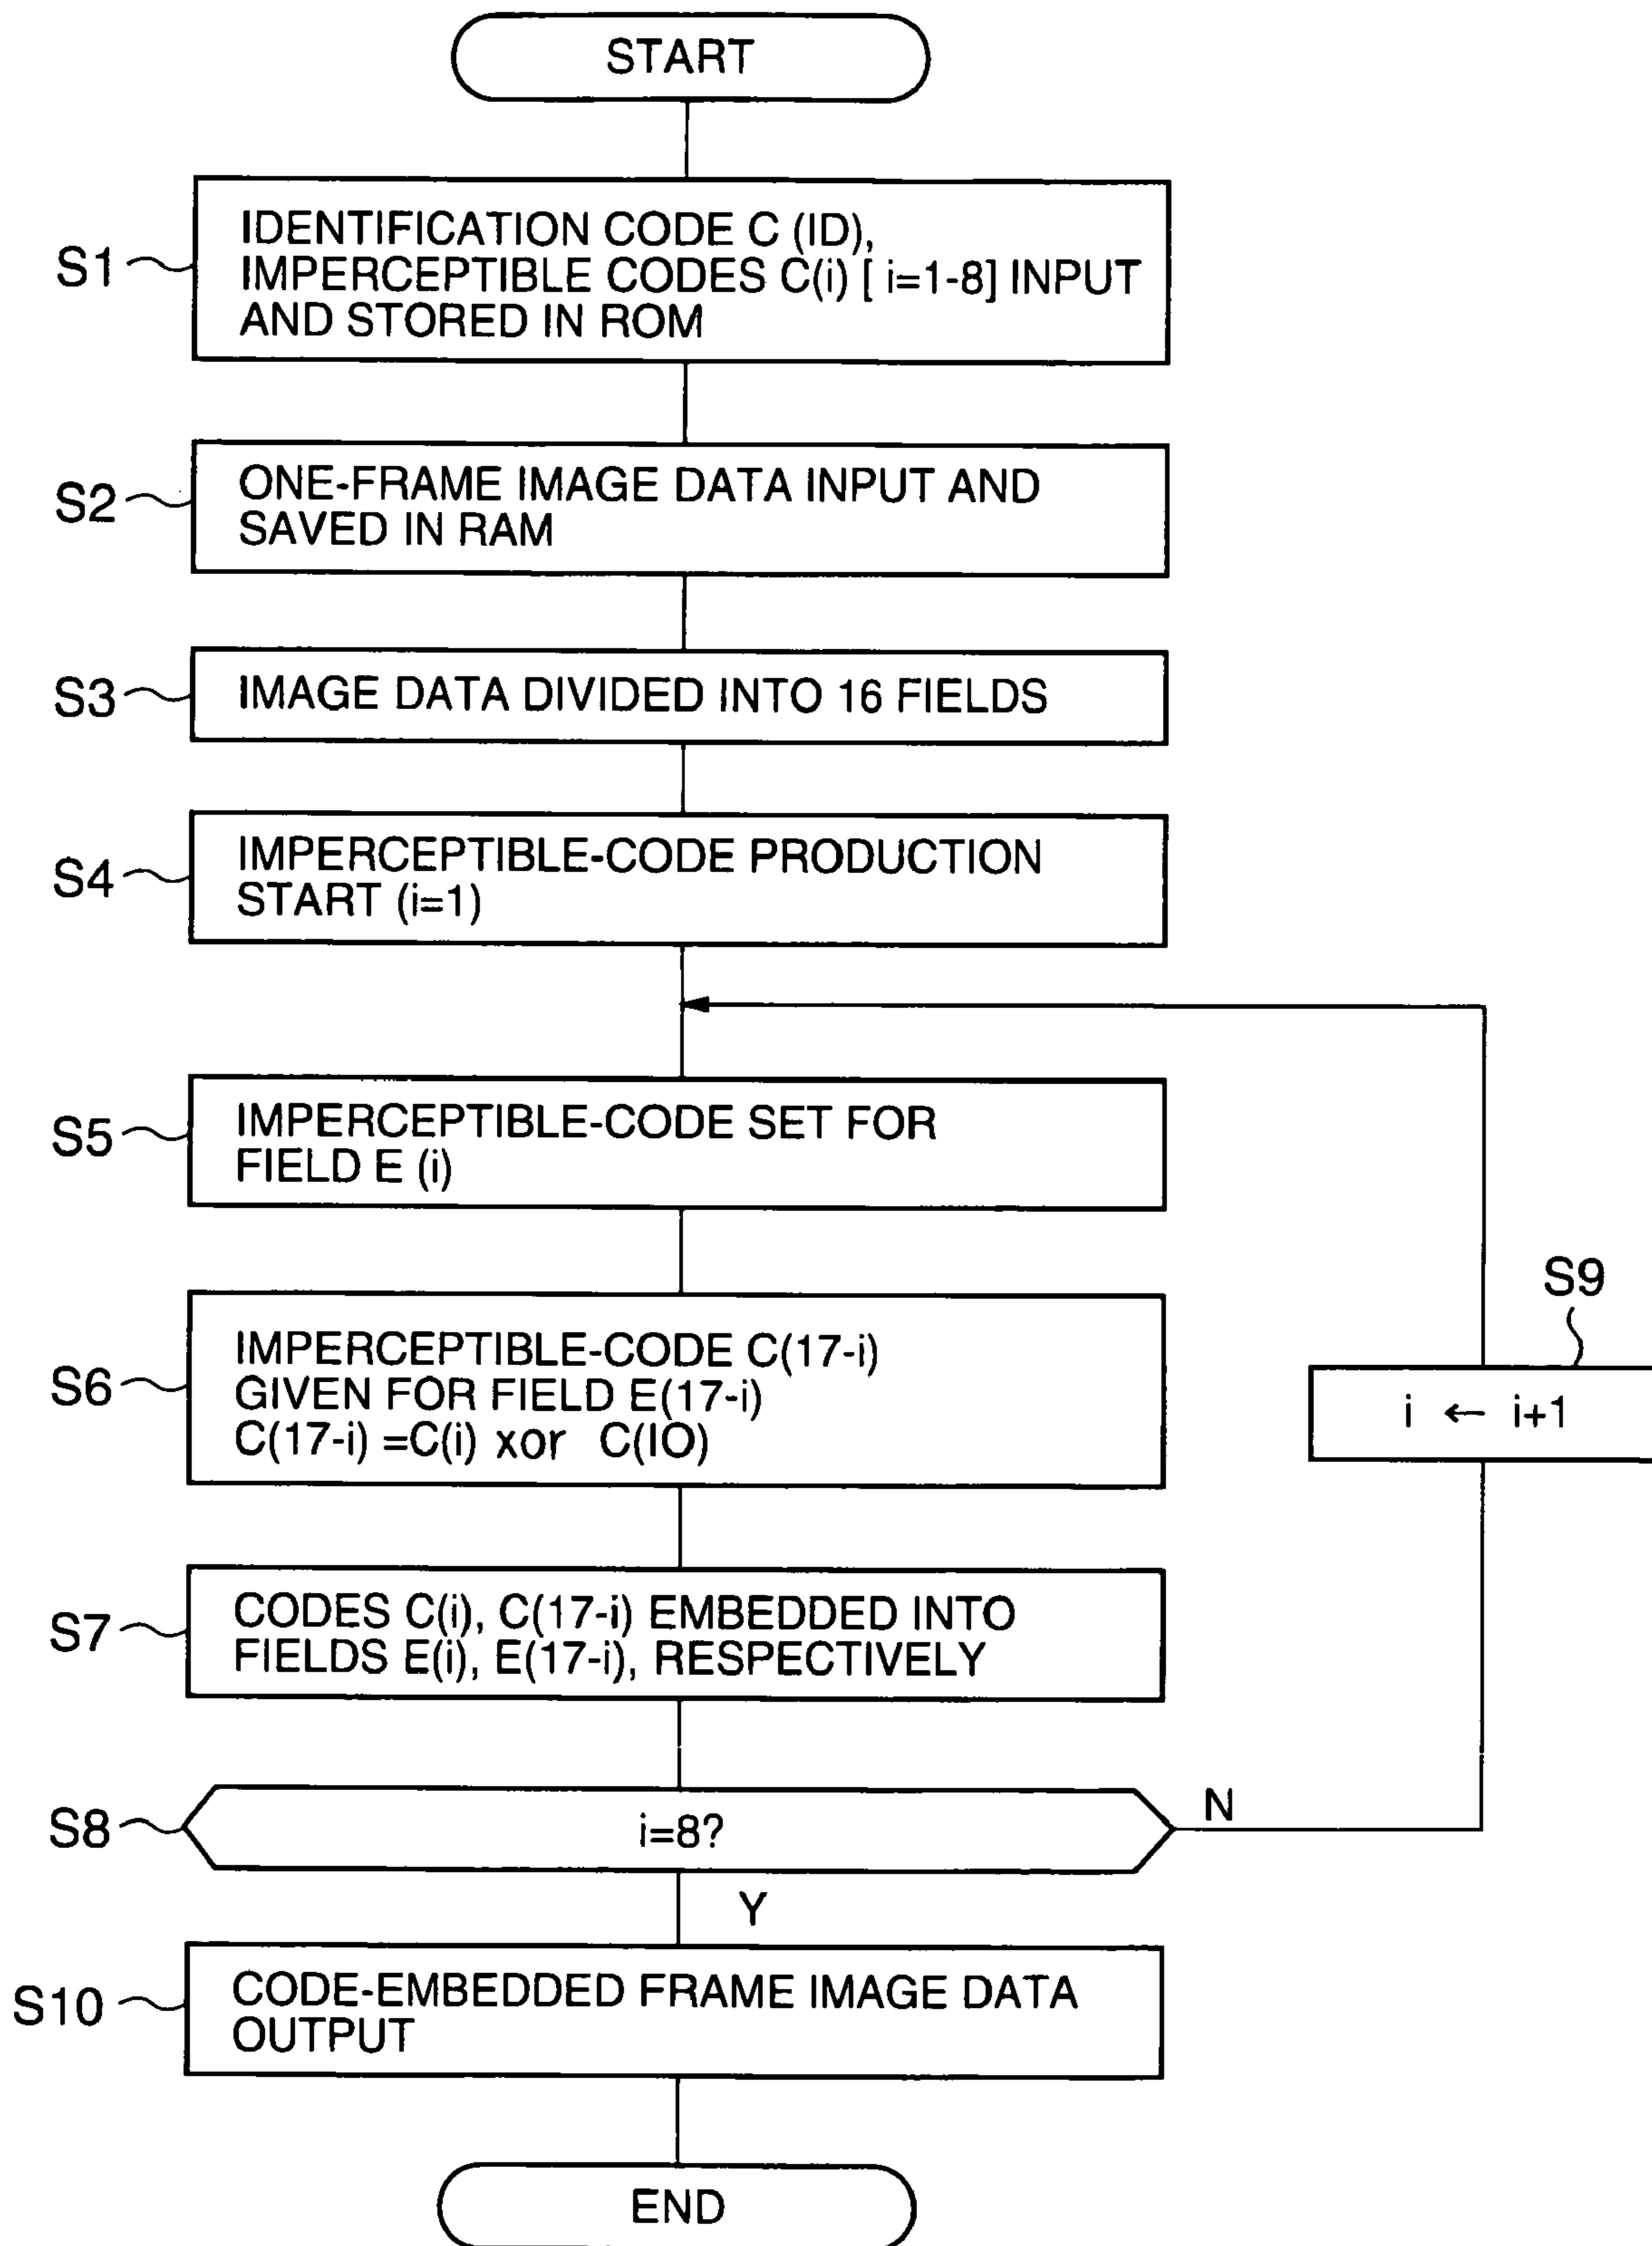 START
S1
IDENTIFICATION CODE C (ID),
IMPERCEPTIBLE CODES C(i) [ i=1-8] INPUT
AND STORED IN ROM
S2
ONE-FRAME IMAGE DATA INPUT AND
SAVED IN RAM
S3
IMAGE DATA DIVIDED INTO 16 FIELDS
S4
IMPERCEPTIBLE-CODE PRODUCTION
START (i=1)
S5
IMPERCEPTIBLE-CODE SET FOR
FIELD E (i)
S6
IMPERCEPTIBLE-CODE C(17-i)
GIVEN FOR FIELD E(17-i)
C(17-i) =C(i) xor C(IO)
S9
i ← i+1
S7
CODES C(i), C(17-i) EMBEDDED INTO
FIELDS E(i), E(17-i), RESPECTIVELY
S8
i=8?
N
Y
S10
CODE-EMBEDDED FRAME IMAGE DATA
OUTPUT
END